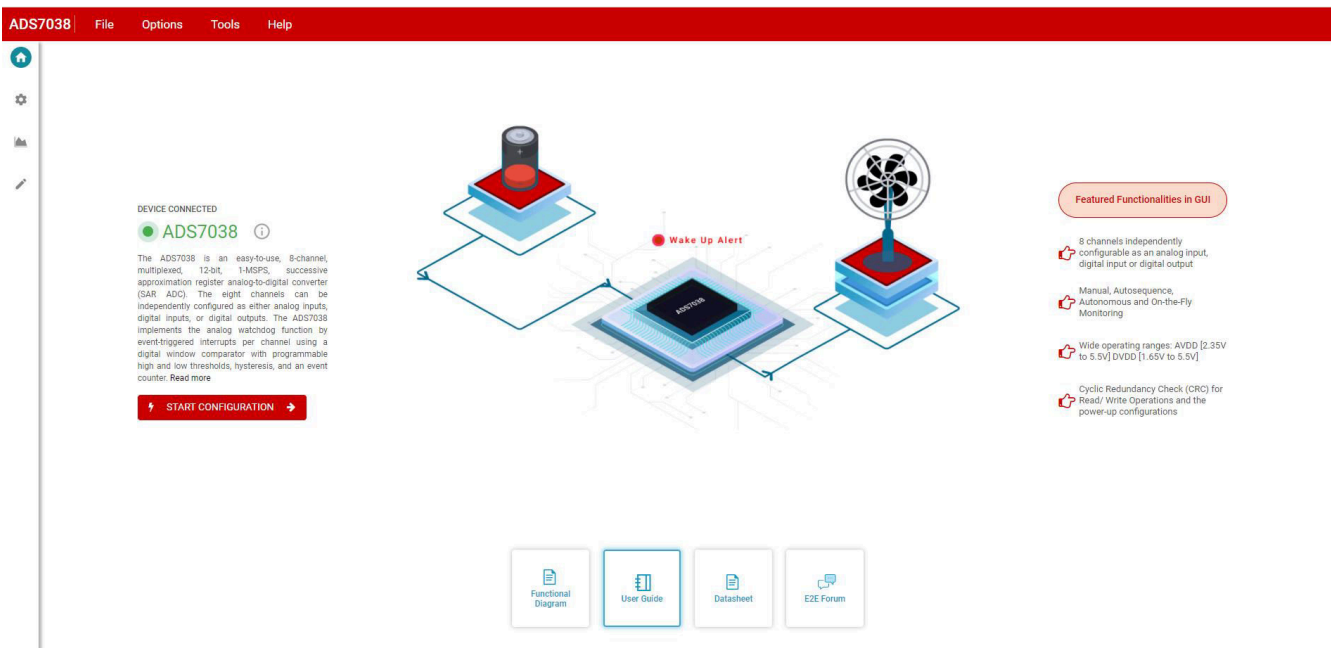 ADS7038 File Options Tools Help
DEVICE CONNECTED
ADS7038
The ADS7038 is an easy-to-use, 8-channel,
multiplexed, 12-bit, 1-MSPS, successive
approximation register analog-to-digital converter
(SAR ADC). The eight channels can be
independently configured as either analog inputs,
digital inputs, or digital outputs. The ADS7038
implements the analog watchdog function by
event-triggered interrupts per channel using a
digital window comparator with programmable
high and low thresholds, hysteresis, and an event
counter. Read more
START CONFIGURATION
Wake Up Alert
ADS7038
Featured Functionalities in GUI
8 channels independently
configurable as an analog input,
digital input or digital output
Manual, Autosequence,
Autonomous and On-the-Fly
Monitoring
Wide operating ranges: AVDD [2.35V
to 5.5V] DVDD [1.65V to 5.5V]
Cyclic Redundancy Check (CRC) for
Read/ Write Operations and the
power-up configurations
Functional
Diagram
User Guide
Datasheet
E2E Forum